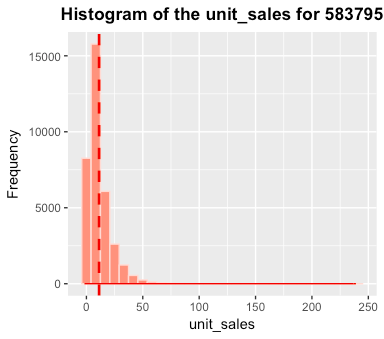 Histogram of the unit_sales for 583795
Frequency
15000
10000
5000
0
0 50 100 150 200 250
unit_sales